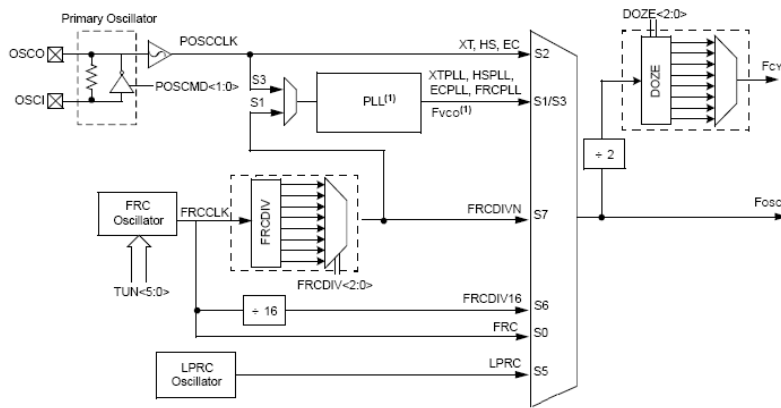 Primary Oscillator
DOZE<2:0>
OSCO
POSCCLK
XT, HS, EC
S2
OSCI
POSCMD<1:0>
S3
S1
PLL(1)
XTPLL, HSPLL,
ECPLL, FRCPLL
Fvco(1)
S1/S3
DOZE
FCY
÷ 2
FRC
Oscillator
FRCCLK
FRCDIV
FRCDIVN
S7
FOSC
TUN<5:0>
FRCDIV<2:0>
÷ 16
FRCDIV16
S6
FRC
S0
LPRC
Oscillator
LPRC
S5